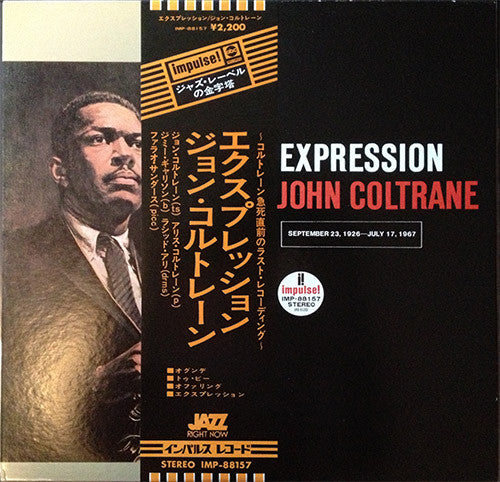 エクスプレッション/ジョン・コルトレーン
IMP-88157 ¥2,200
impulse!
abc
ジャズ・レーベル
の金字塔
〜コルトレーン急死直前のラスト・レコーディング〜
エクスプレッション
ジョン・コルトレーン
ジョン・コルトレーン(ts) アリス・コルトレーン(p)
ジミー・ギャリソン(b) ラシッド・アリ(drms)
ファラオ・サンダース(picc)
■オグンデ
■トゥ・ビー
■オファリング
■エクスプレッション
JAZZ
RIGHT NOW
インパルス レコード
STEREO IMP-88157
EXPRESSION
JOHN COLTRANE
SEPTEMBER 23, 1926—JULY 17, 1967
impulse!
IMP-88157
STEREO